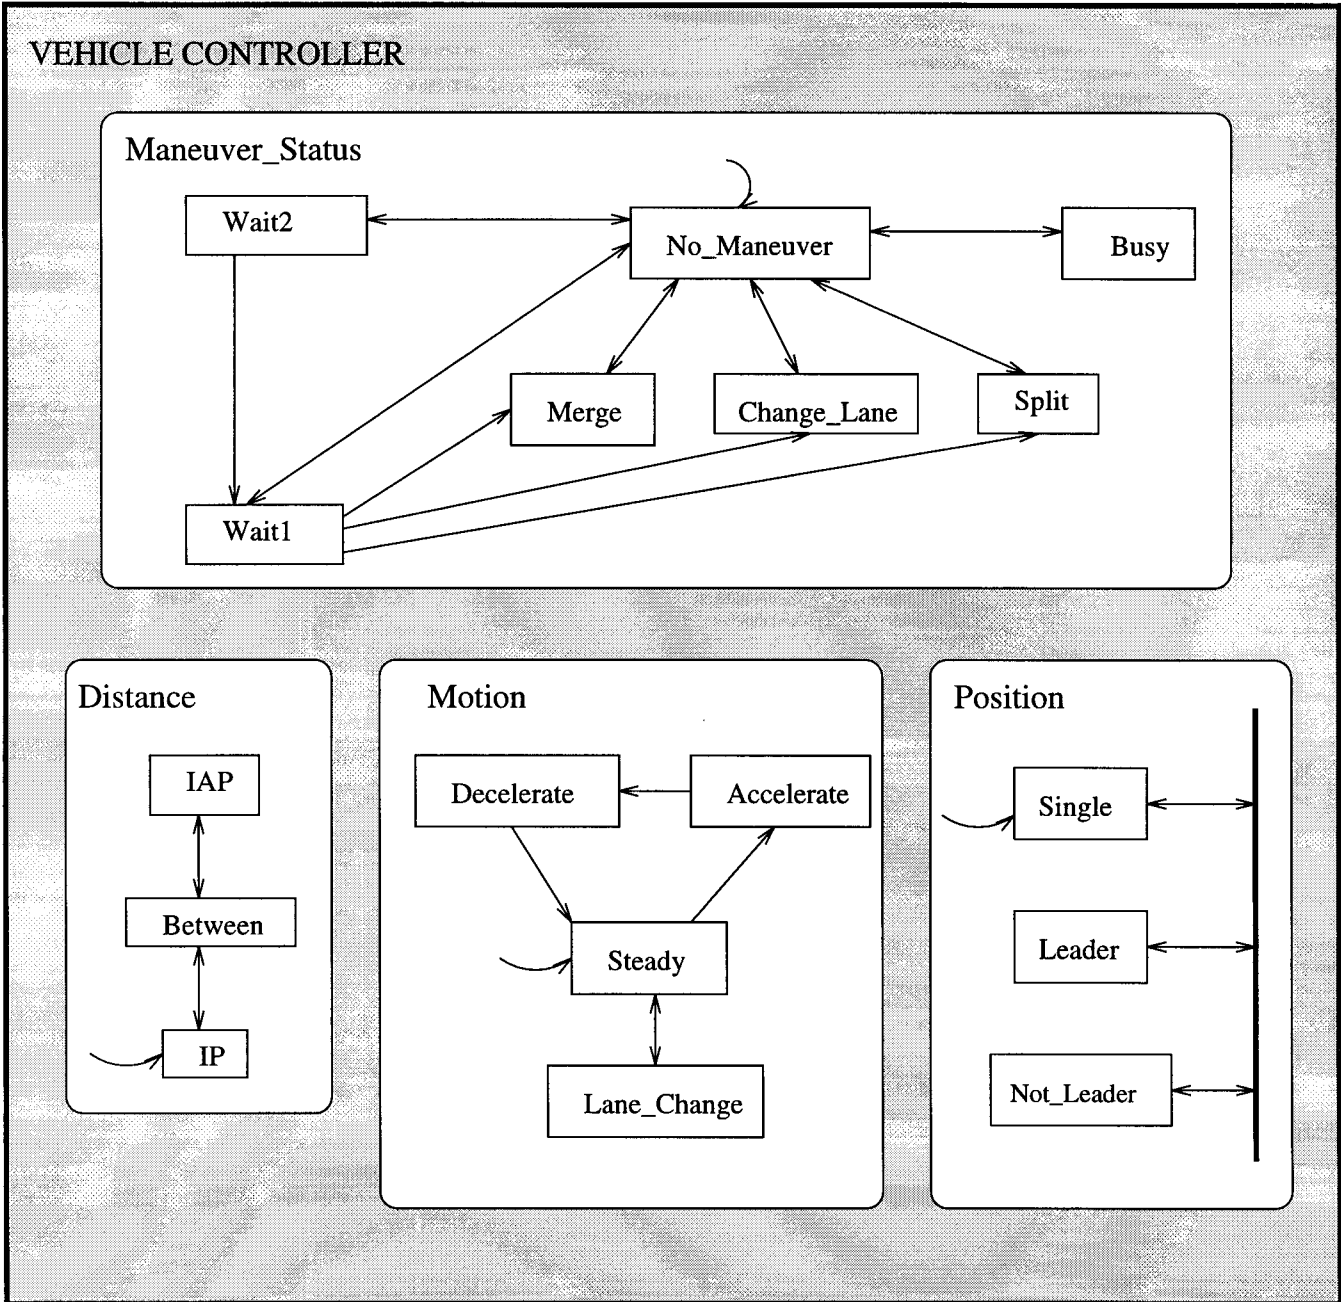 VEHICLE CONTROLLER
Maneuver_Status
Wait2
No_Maneuver
Busy
Merge
Change_Lane
Split
Wait1
Distance
IAP
Between
IP
Motion
Decelerate
Accelerate
Steady
Lane_Change
Position
Single
Leader
Not_Leader